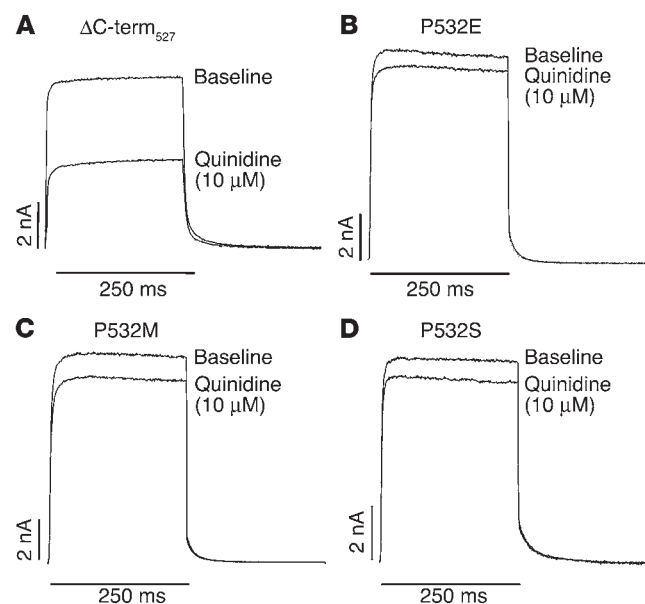 A
ΔC-term527
Baseline
Quinidine
(10 μM)
2 nA
250 ms
B
P532E
Baseline
Quinidine
(10 μM)
2 nA
250 ms
C
P532M
Baseline
Quinidine
(10 μM)
2 nA
250 ms
D
P532S
Baseline
Quinidine
(10 μM)
2 nA
250 ms